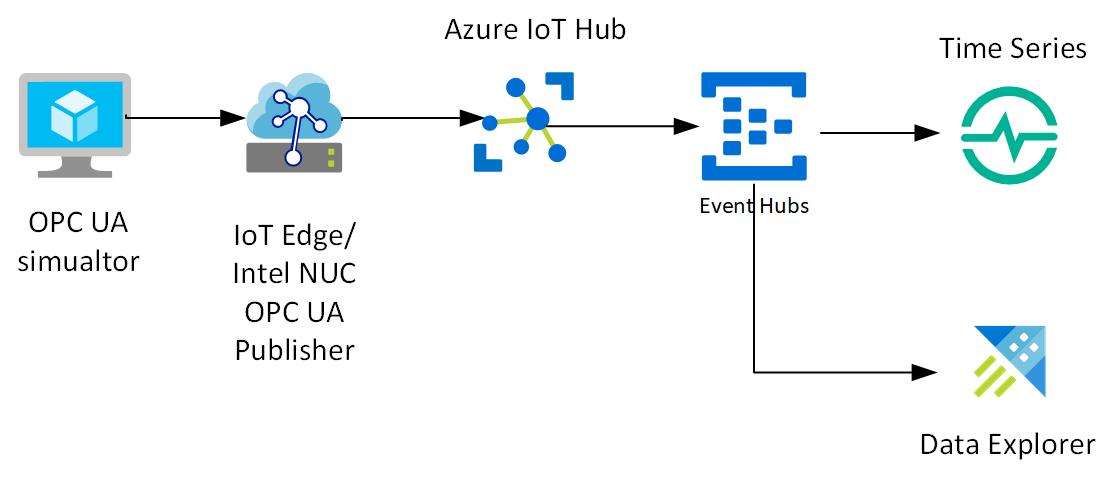 Azure IoT Hub
Time Series
Event Hubs
OPC UA
simualtor
IoT Edge/
Intel NUC
OPC UA
Publisher
Data Explorer